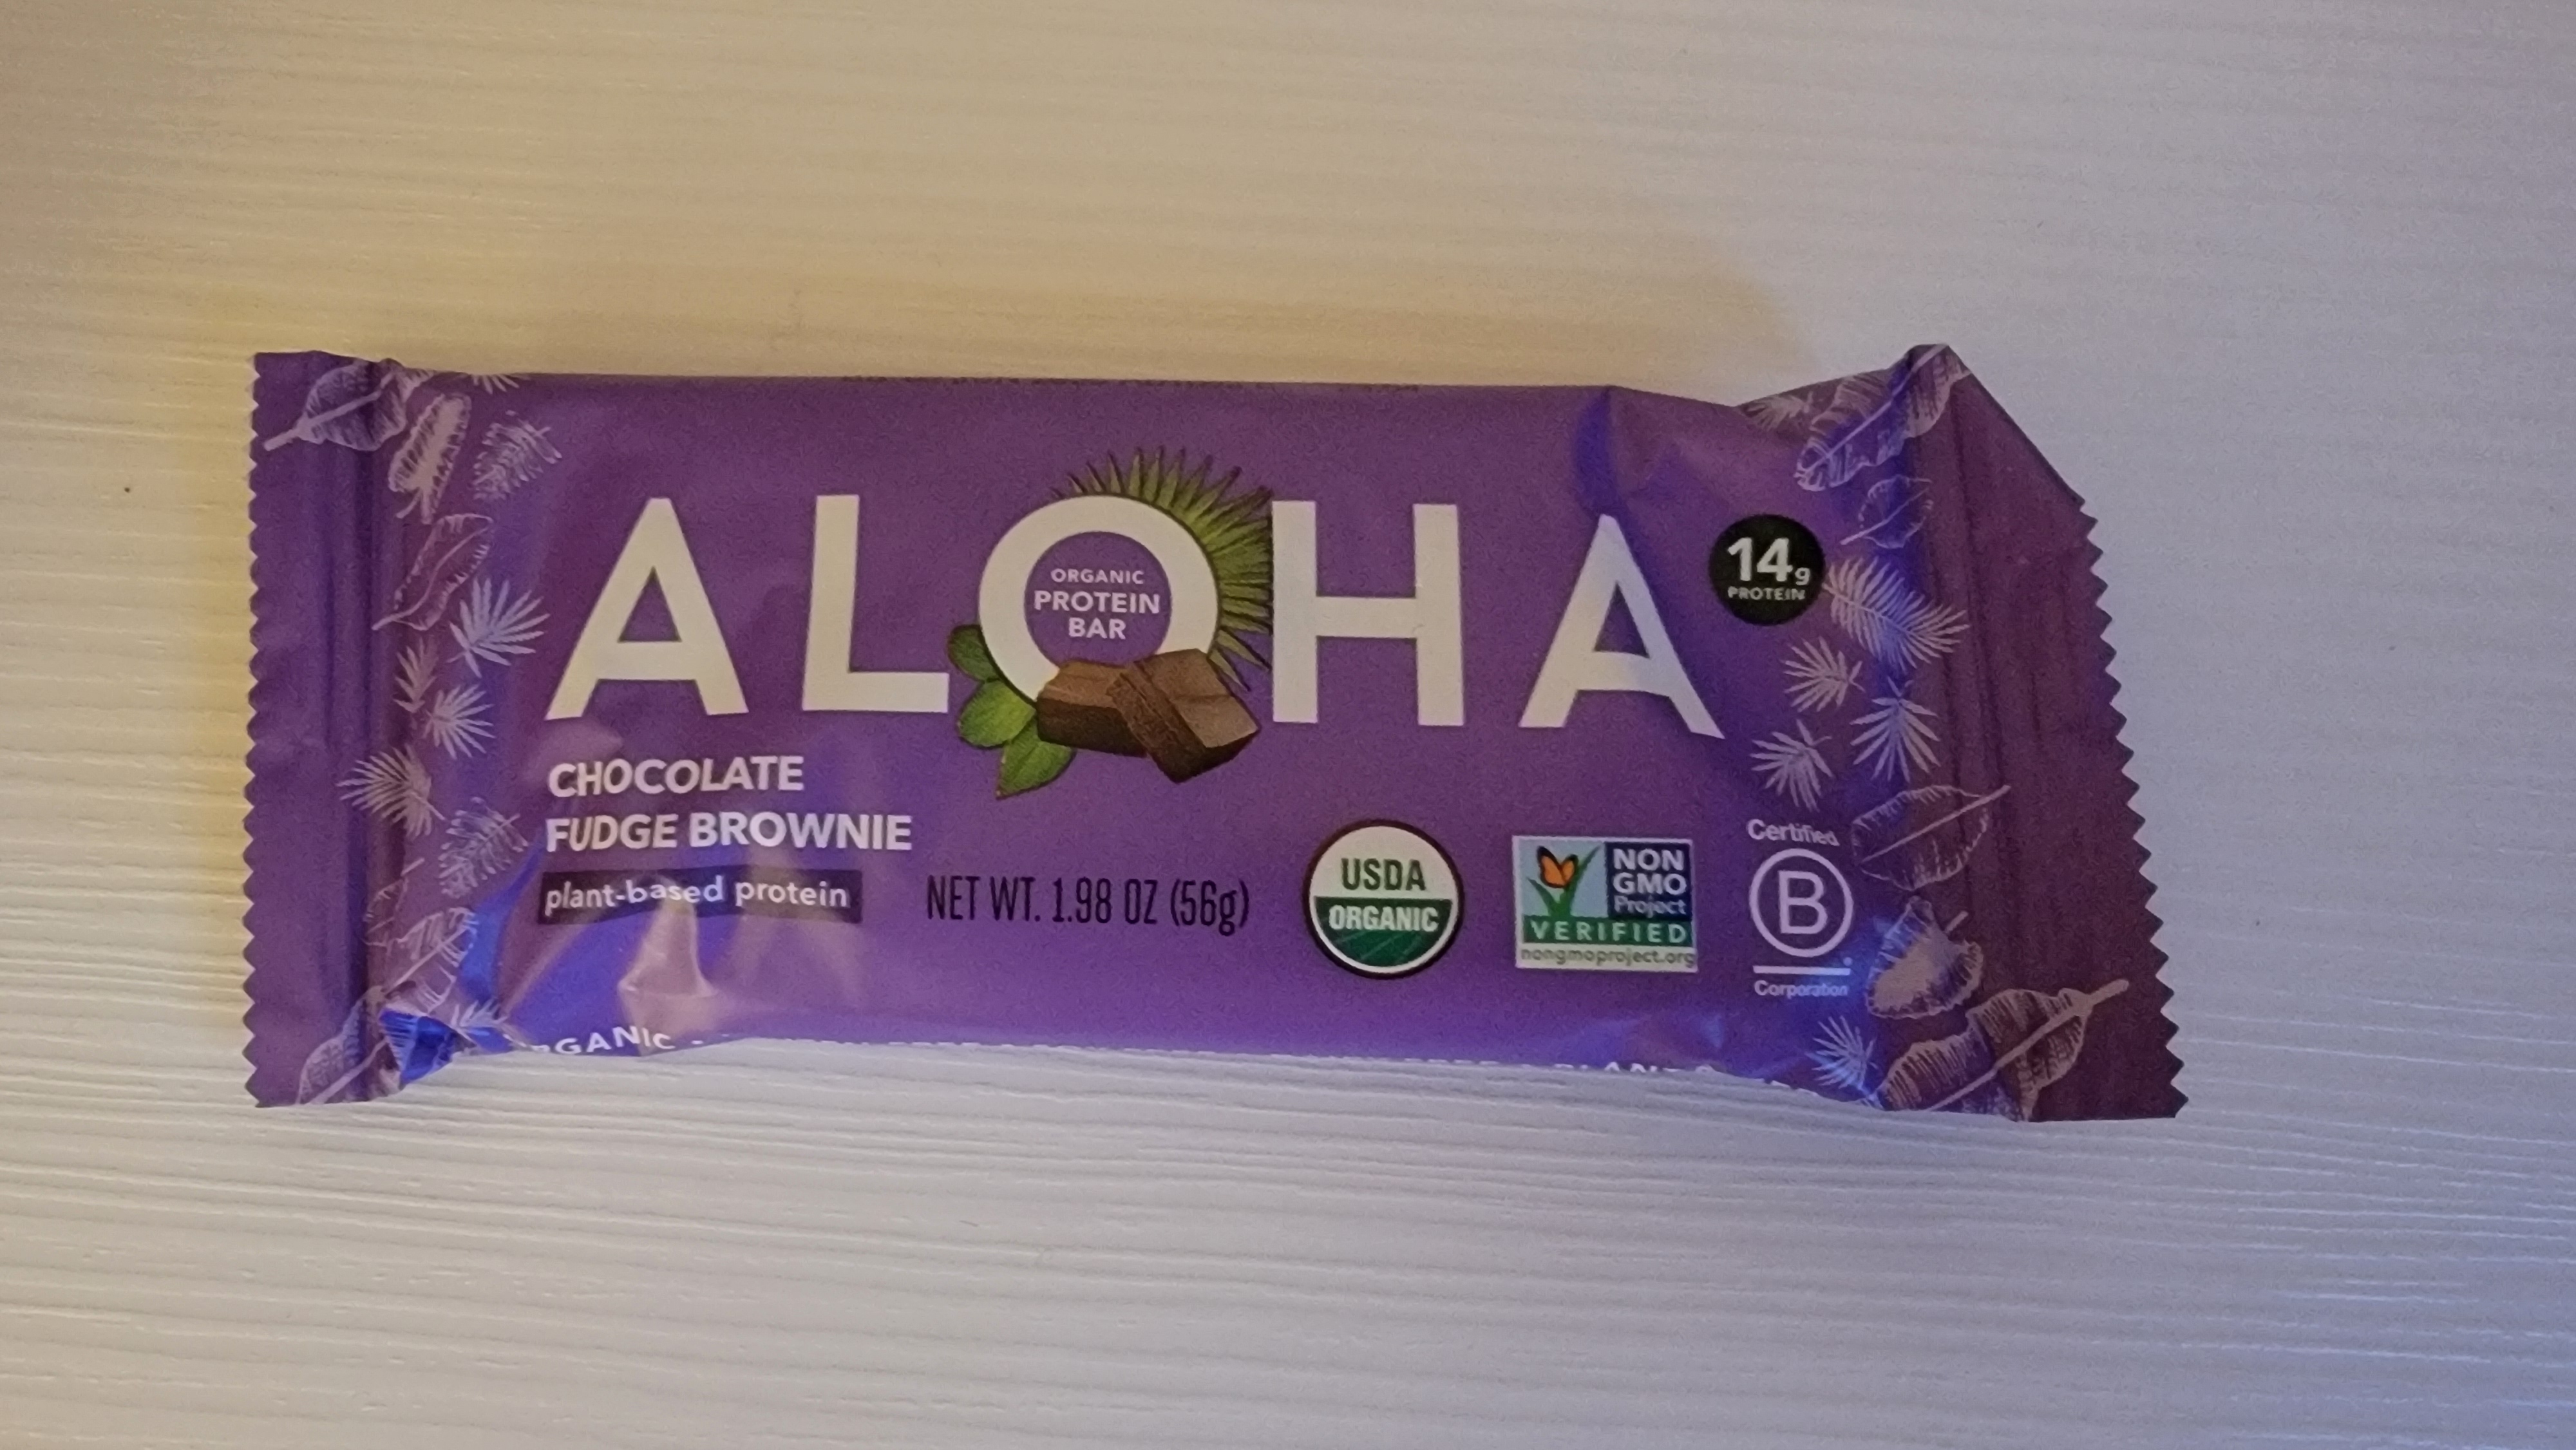 ALOHA
ORGANIC
PROTEIN
BAR
14g
PROTEIN
CHOCOLATE
FUDGE BROWNIE
plant-based protein
NET WT. 1.98 OZ (56g)
USDA
ORGANIC
NON
GMO
Project
VERIFIED
nongmoproject.org
Certified
B
Corporation